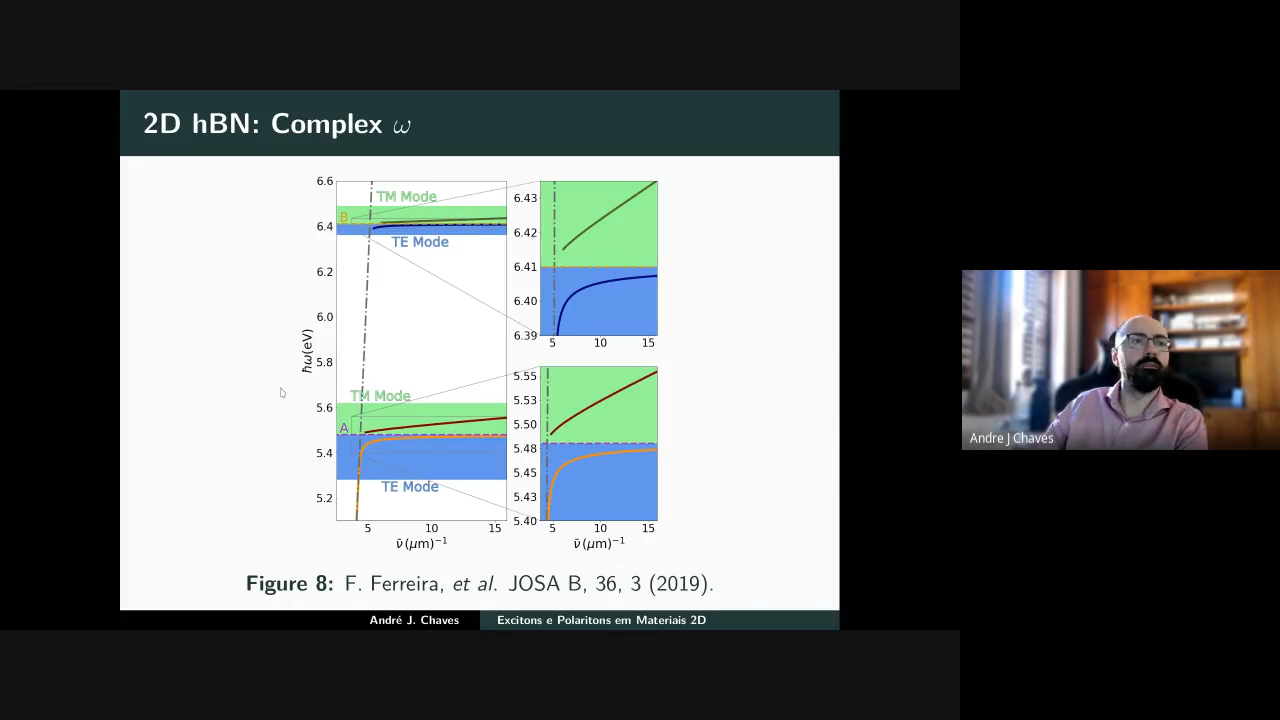 2D hBN: Complex ω
6.6
6.4
6.2
6.0
5.8
5.6
5.4
5.2
ħω(eV)
TM Mode
B
TE Mode
TM Mode
A
TE Mode
5 10 15
ν̃(μm)⁻¹
6.43
6.42
6.41
6.40
6.39
5 10 15
5.55
5.53
5.50
5.48
5.45
5.43
5.40
5 10 15
ν̃(μm)⁻¹
Figure 8: F. Ferreira, et al. JOSA B, 36, 3 (2019).
André J. Chaves Excitons e Polaritons em Materiais 2D
Andre J Chaves